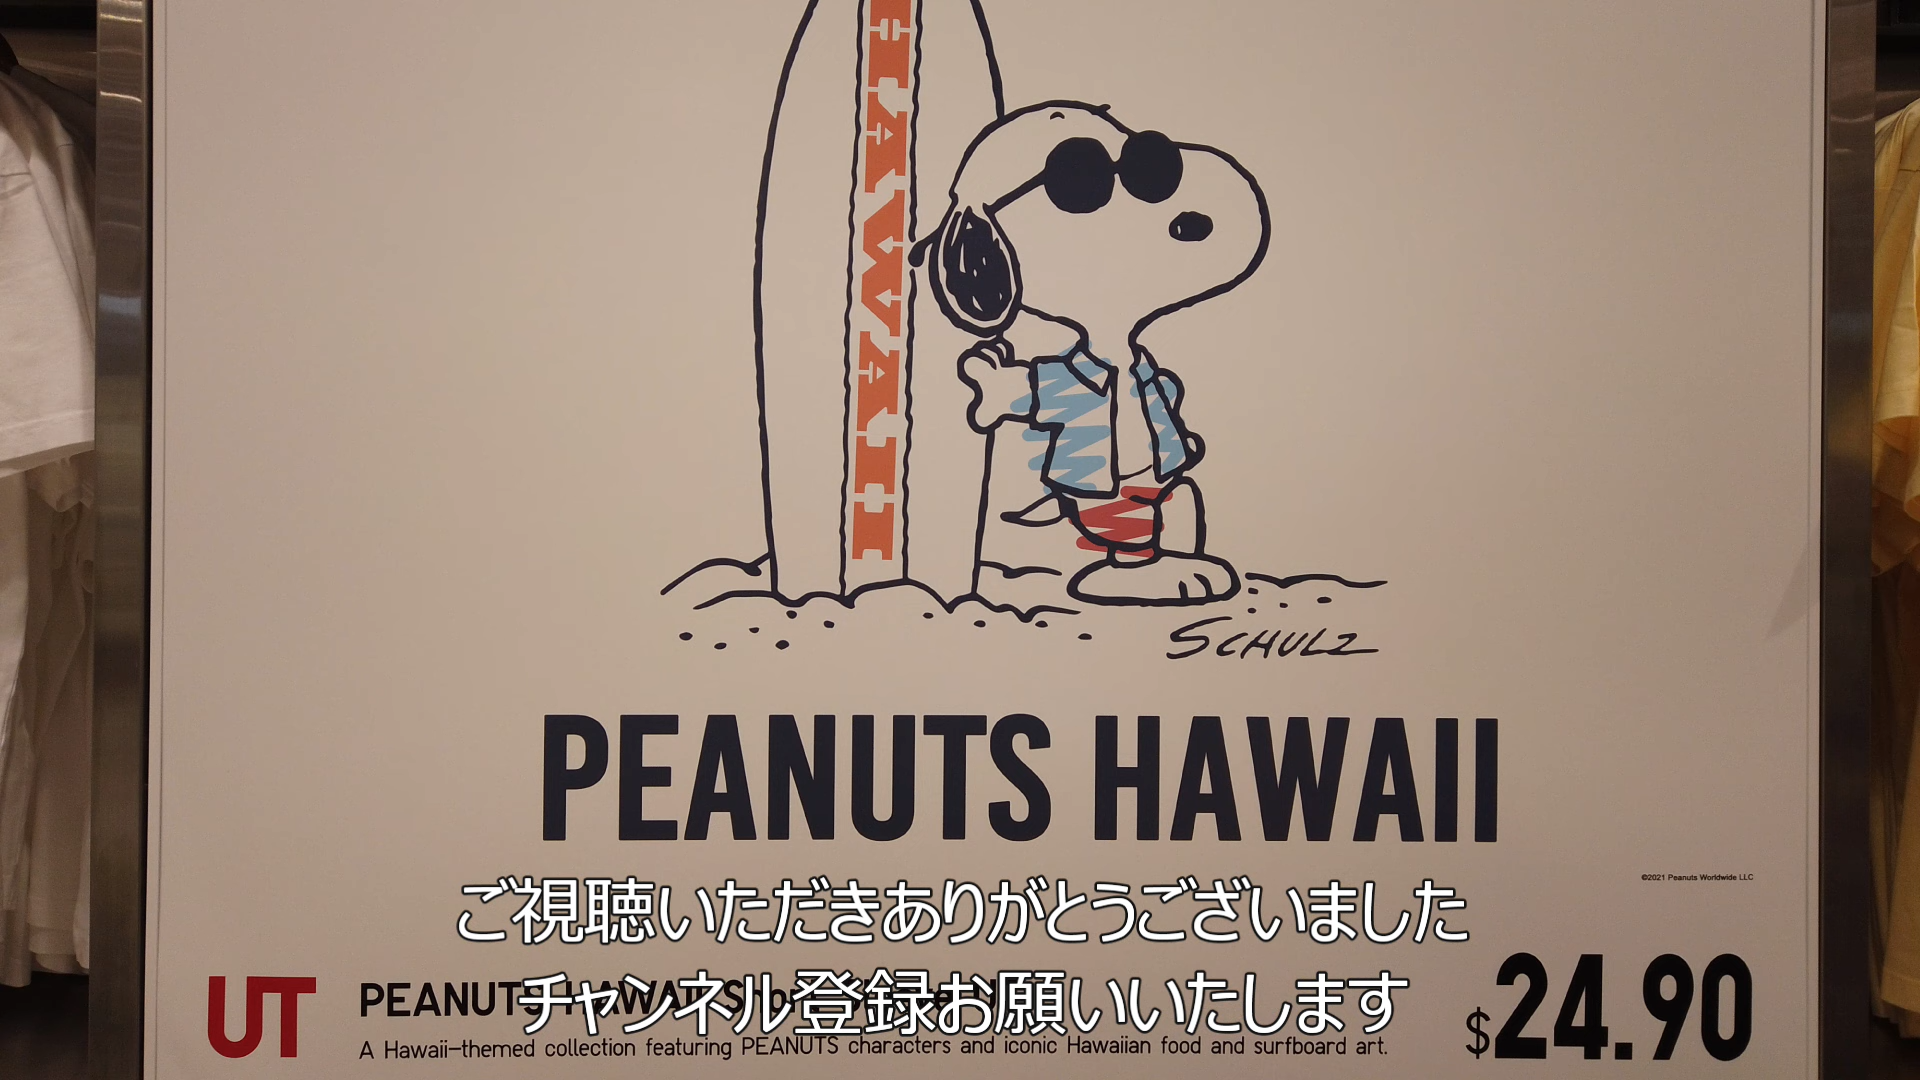 HAWAII
SCHULZ
PEANUTS HAWAII
©2021 Peanuts Worldwide LLC
ご視聴いただきありがとうございました
チャンネル登録お願いいたします
UT
PEANUTS HAWAII
$24.90
A Hawaii-themed collection featuring PEANUTS characters and iconic Hawaiian food and surfboard art.